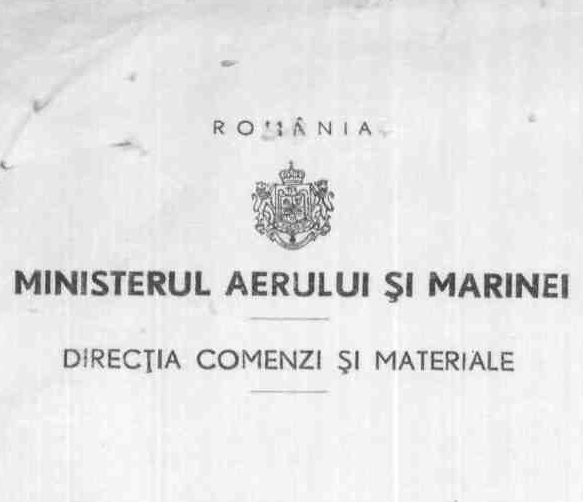 ROMÂNIA
MINISTERUL AERULUI ŞI MARINEI
DIRECŢIA COMENZI ŞI MATERIALE